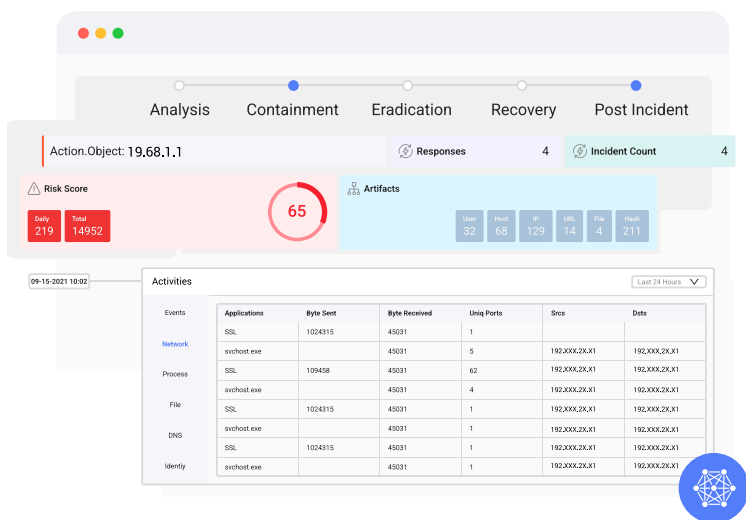 Analysis Containment Eradication Recovery Post Incident
Action.Object: 19.68.1.1 Responses 4 Incident Count 4
Risk Score Artifacts
65
Daily Total User Host IP URL File Hash
219 14952 32 68 129 14 4 211
09-15-2021 10:02 Activities Last 24 Hours
Events Applications Byte Sent Byte Received Uniq Ports Srcs Dsts
SSL 1024315 45031 1
Network svchost.exe 45031 5 192.XXX.2X.X1 192,XXX,2X,X1
Process SSL 109458 45031 62 192.XXX.2X.X1 192.XXX.2X.X1
svchost.exe 45031 4 192.XXX.2X.X1 192.XXX.2X.X1
File SSL 1024315 45031 1 192.XXX.2X.X1 192.XXX.2X.X1
DNS svchost.exe 45031 1 192.XXX.2X.X1 192.XXX.2X.X1
SSL 1024315 45031 1 192.XXX.2X.X1 192.XXX.2X.X1
Identiy svchost.exe 45031 1 192.XXX.2X.X1 192.XXX.2X.X1